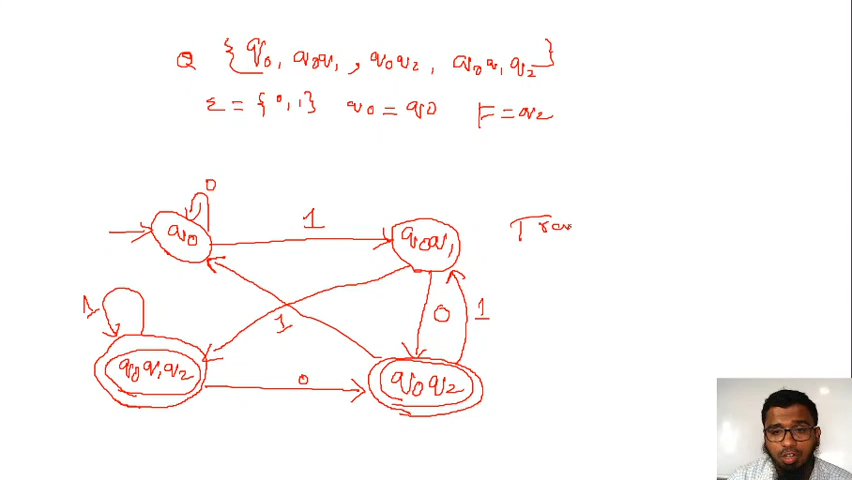 Q {q0, q0q1, q0q2, q0q1q2}
Σ = {0,1} q0 = q0 F = q2
0
1
q0
q0q1
Trav
1
0
1
1
q0q1q2
0
q0q2